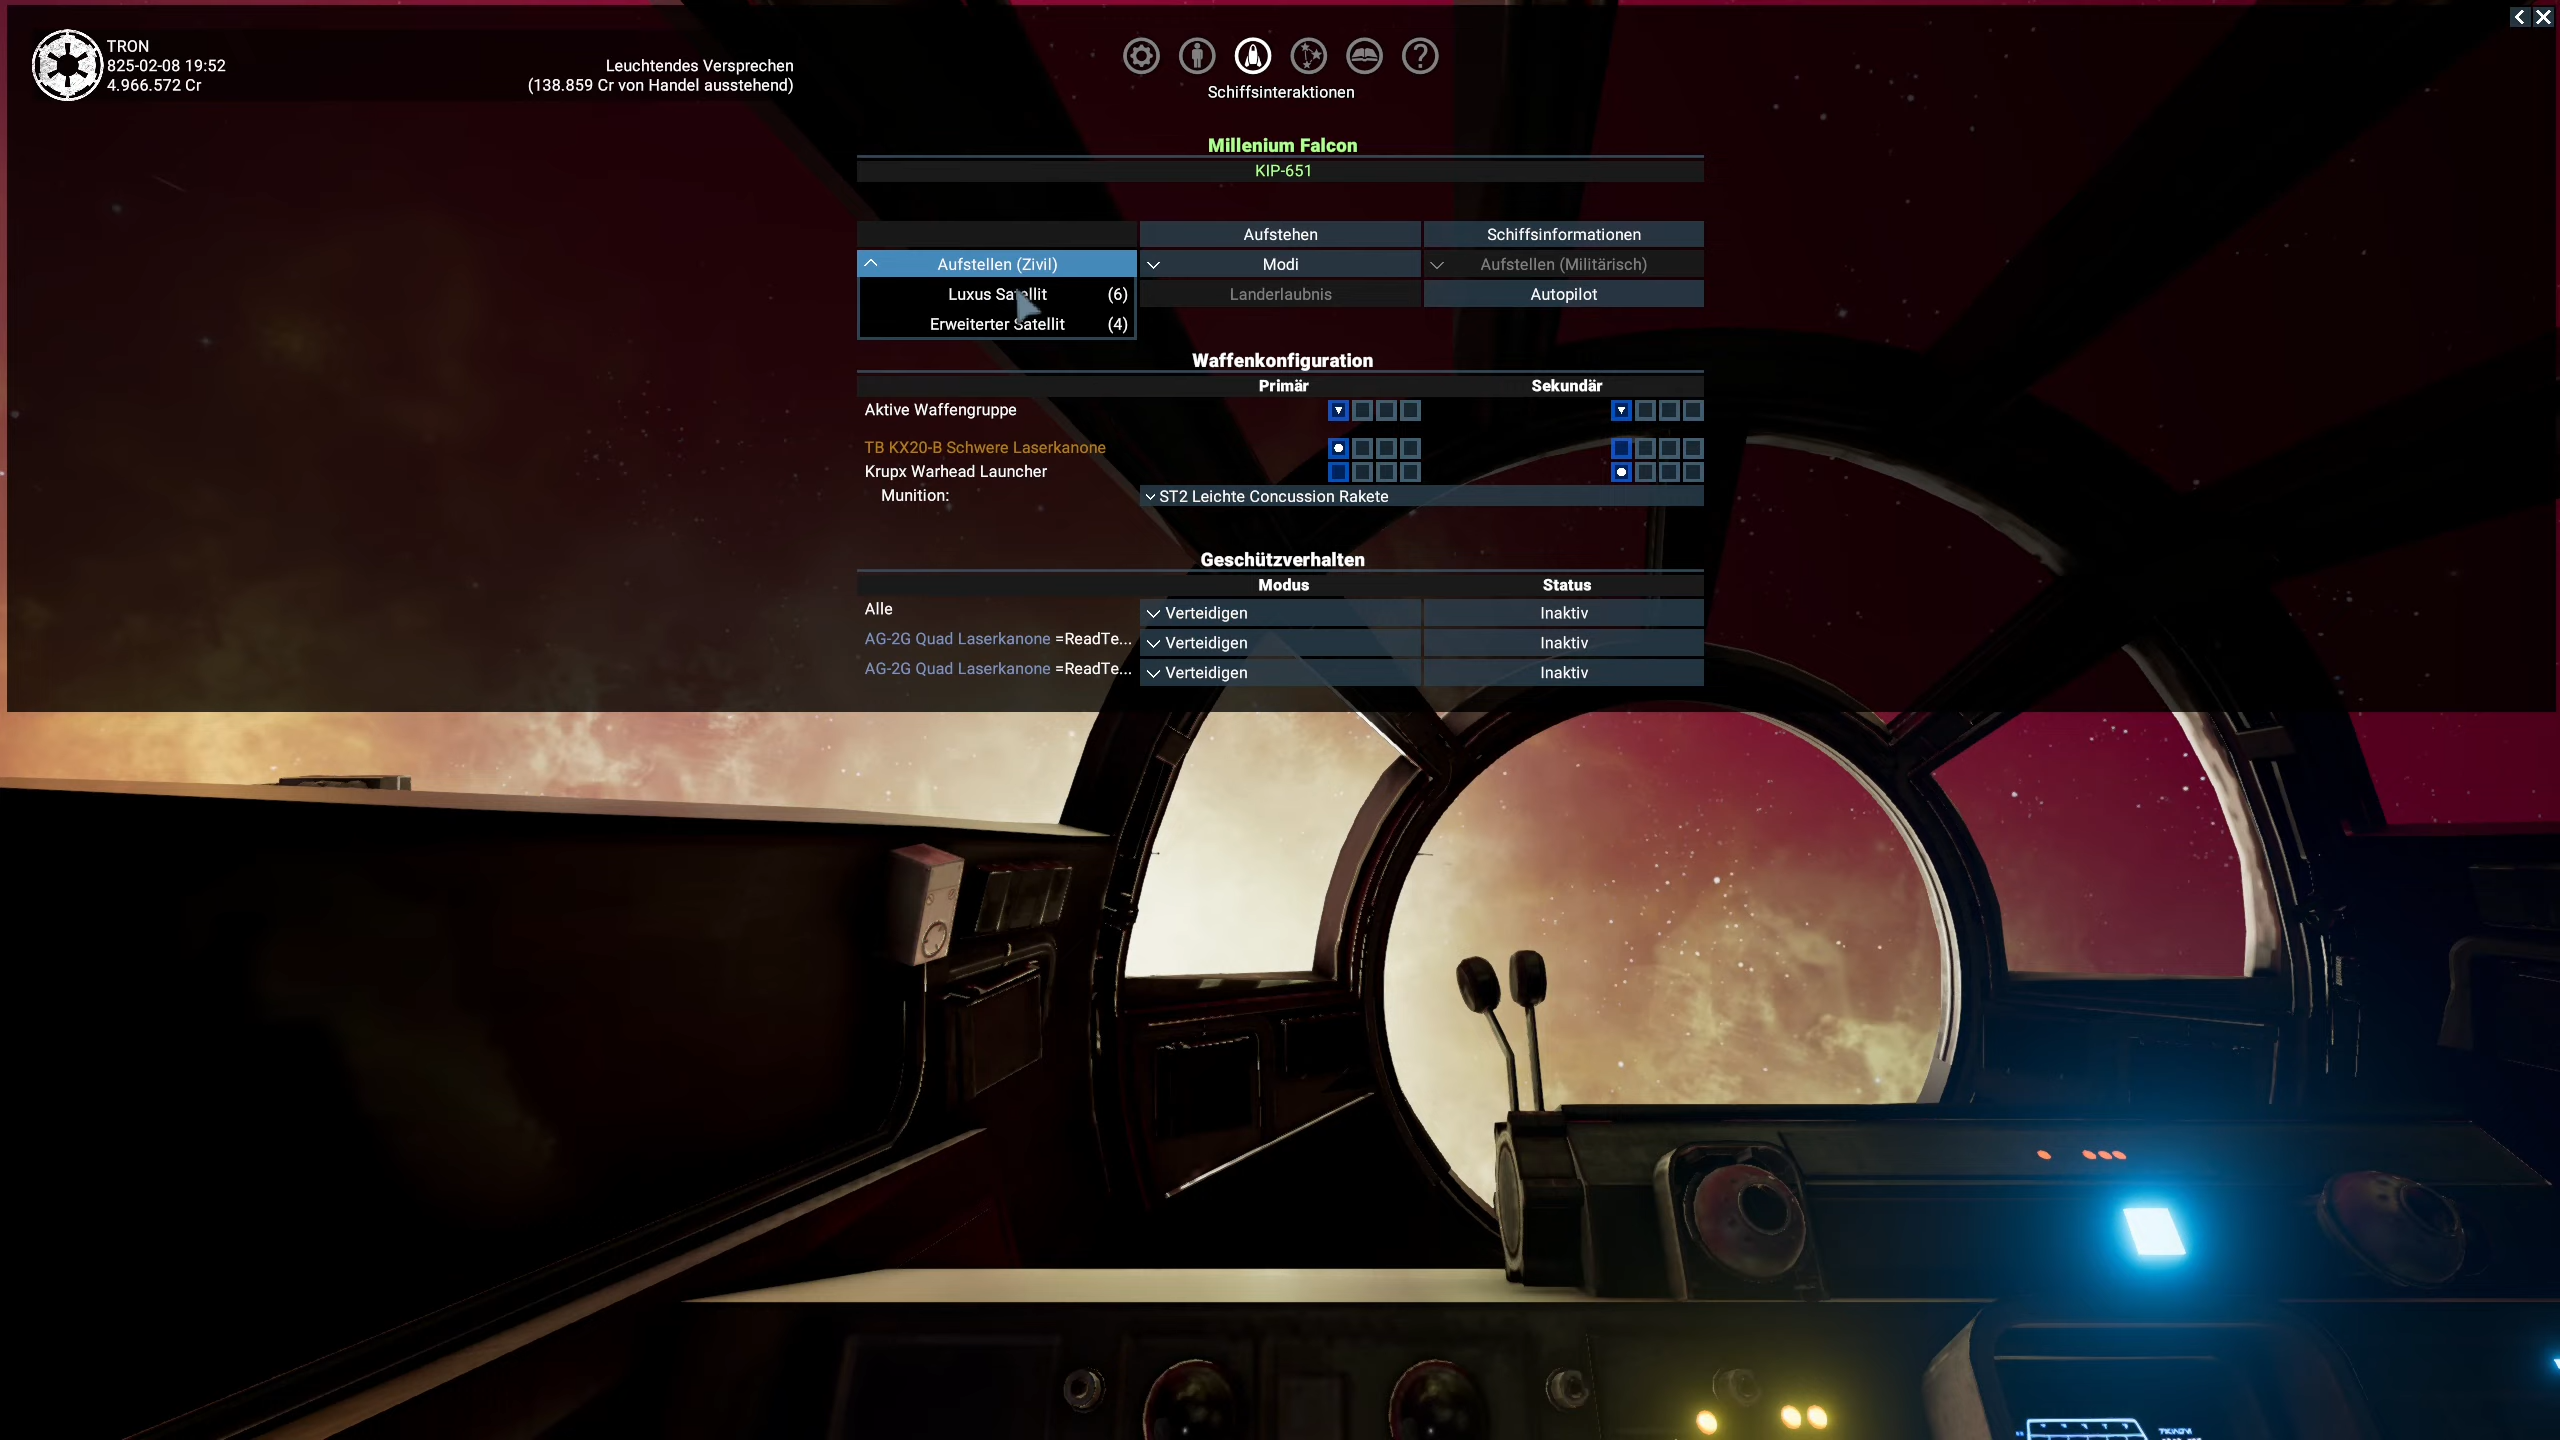 TRON
825-02-08 19:52
4.966.572 Cr
Leuchtendes Versprechen
(138.859 Cr von Handel ausstehend)
Schiffsinteraktionen
Millenium Falcon
KIP-651
Aufstehen
Schiffsinformationen
Aufstellen (Zivil)
Modi
Aufstellen (Militärisch)
Luxus Satellit (6)
Landerlaubnis
Autopilot
Erweiterter Satellit (4)
Waffenkonfiguration
Primär Sekundär
Aktive Waffengruppe
TB KX20-B Schwere Laserkanone
Krupx Warhead Launcher
Munition: ST2 Leichte Concussion Rakete
Geschützverhalten
Modus Status
Alle Verteidigen Inaktiv
AG-2G Quad Laserkanone =ReadTe... Verteidigen Inaktiv
AG-2G Quad Laserkanone =ReadTe... Verteidigen Inaktiv